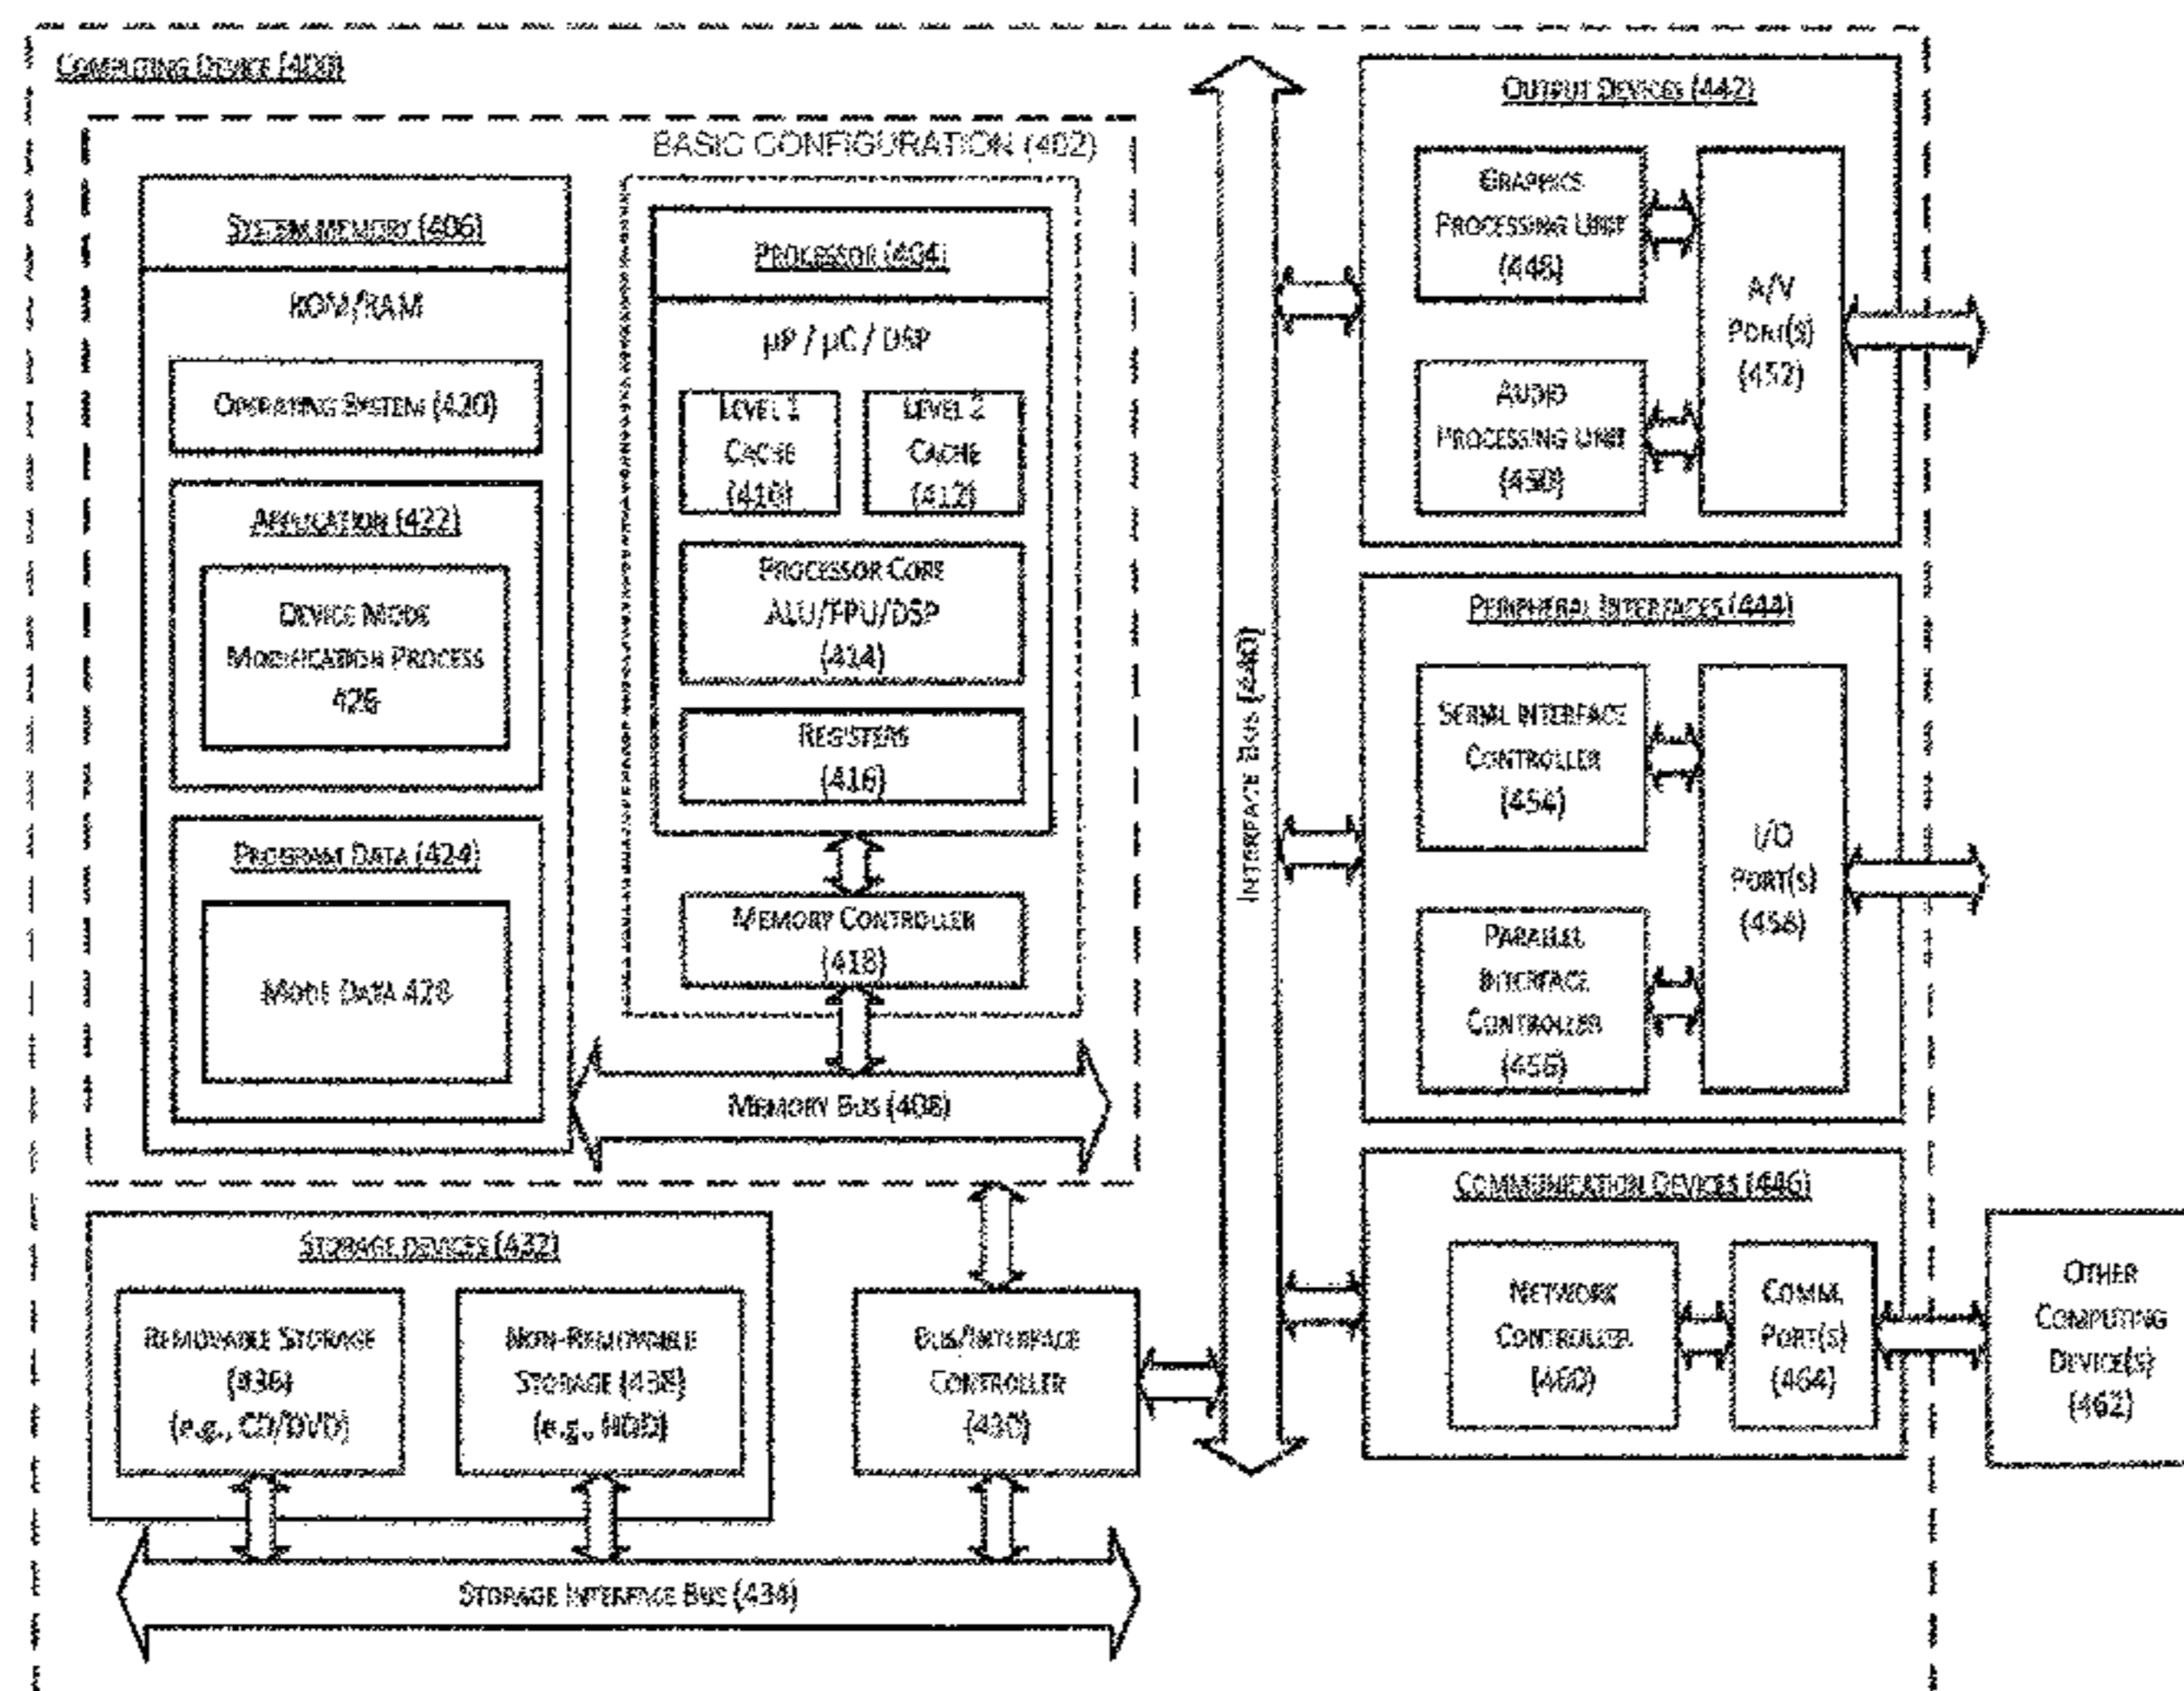 COMPUTING DEVICE (400)
BASIC CONFIGURATION (402)
SYSTEM MEMORY (406)
ROM/RAM
OPERATING SYSTEM (420)
APPLICATION (422)
DEVICE MODE
MODIFICATION PROCESS
426
PROGRAM DATA (424)
MODE DATA 428
PROCESSOR (404)
µP / µC / DSP
LEVEL 1
CACHE
(410)
LEVEL 2
CACHE
(412)
PROCESSOR CORE
ALU/FPU/DSP
(414)
REGISTERS
(416)
MEMORY CONTROLLER
(418)
MEMORY BUS (408)
STORAGE DEVICES (432)
REMOVABLE STORAGE
(436)
(e.g., CD/DVD)
NON-REMOVABLE
STORAGE (438)
(e.g., HDD)
BUS/INTERFACE
CONTROLLER
(430)
STORAGE INTERFACE BUS (434)
INTERFACE BUS (440)
OUTPUT DEVICES (442)
GRAPHICS
PROCESSING UNIT
(448)
AUDIO
PROCESSING UNIT
(450)
A/V
PORT(S)
(452)
PERIPHERAL INTERFACES (444)
SERIAL INTERFACE
CONTROLLER
(454)
PARALLEL
INTERFACE
CONTROLLER
(456)
I/O
PORT(S)
(458)
COMMUNICATION DEVICES (446)
NETWORK
CONTROLLER
(460)
COMM.
PORT(S)
(464)
OTHER
COMPUTING
DEVICE(S)
(462)